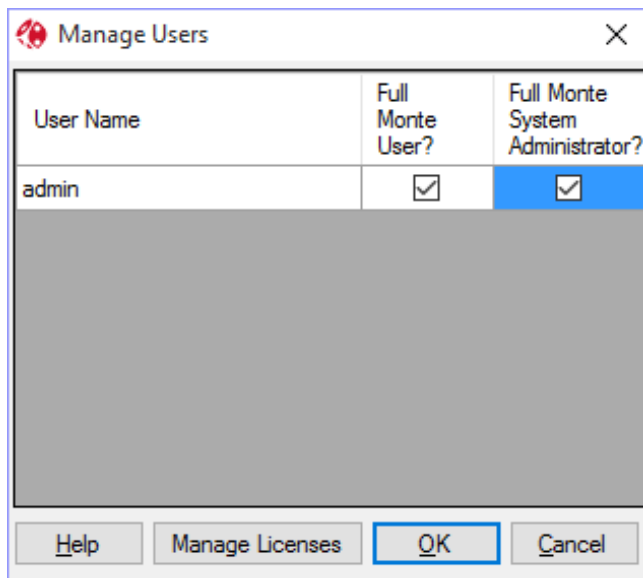 Manage Users
User Name
Full
Monte
User?
Full Monte
System
Administrator?
admin
Help
Manage Licenses
OK
Cancel